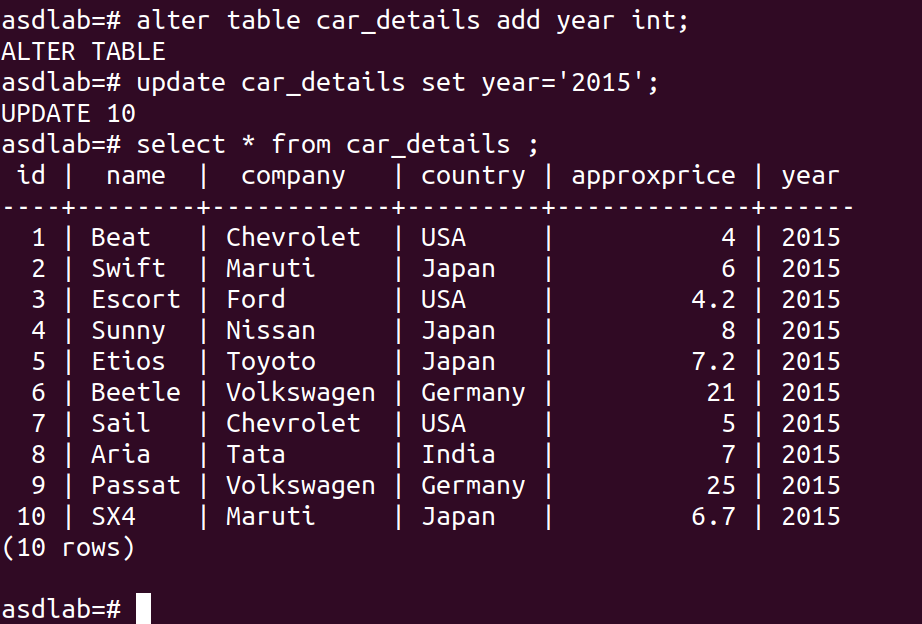 asdlab=# alter table car_details add year int;
ALTER TABLE
asdlab=# update car_details set year='2015';
UPDATE 10
asdlab=# select * from car_details ;
 id |  name  |  company   | country | approxprice | year
----+--------+------------+---------+-------------+------
  1 | Beat   | Chevrolet  | USA     |           4 | 2015
  2 | Swift  | Maruti     | Japan   |           6 | 2015
  3 | Escort | Ford       | USA     |         4.2 | 2015
  4 | Sunny  | Nissan     | Japan   |           8 | 2015
  5 | Etios  | Toyoto     | Japan   |         7.2 | 2015
  6 | Beetle | Volkswagen | Germany |          21 | 2015
  7 | Sail   | Chevrolet  | USA     |           5 | 2015
  8 | Aria   | Tata       | India   |           7 | 2015
  9 | Passat | Volkswagen | Germany |          25 | 2015
 10 | SX4    | Maruti     | Japan   |         6.7 | 2015
(10 rows)
asdlab=#